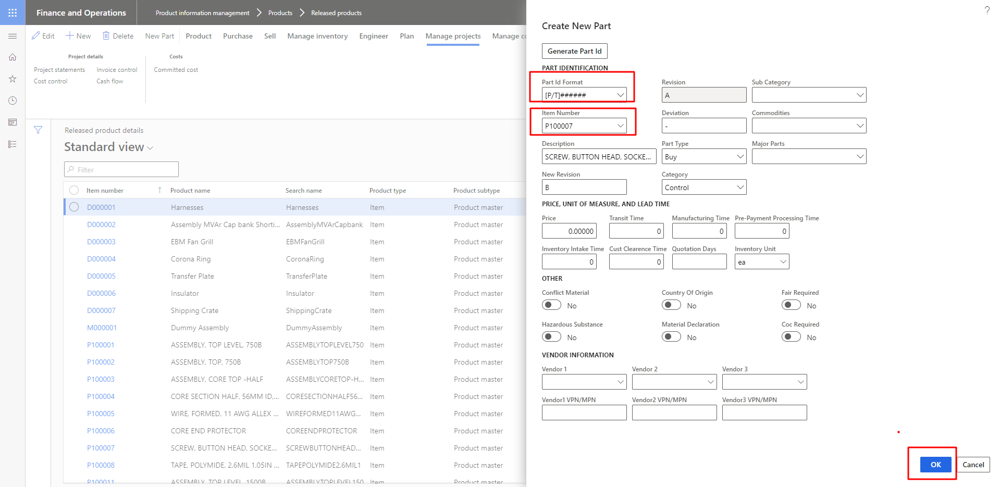 Finance and Operations
Product information management > Products > Released products
?
Edit New Delete New Part Product Purchase Sell Manage inventory Engineer Plan Manage projects Manage co
Project details
Project statements Invoice control
Cost control Cash flow
Costs
Committed cost
Released product details
Standard view
Filter
Item number ↑ Product name Search name Product type Product subtype
D000001 Harnesses Harnesses Item Product master
D000002 Assembly MVAr Cap bank Shorti... AssemblyMVArCapbank Item Product master
D000003 EBM Fan Grill EBMFanGrill Item Product master
D000004 Corona Ring CoronaRing Item Product master
D000005 Transfer Plate TransferPlate Item Product master
D000006 Insulator Insulator Item Product master
D000007 Shipping Crate ShippingCrate Item Product master
M000001 Dummy Assembly DummyAssembly Item Product master
P100001 ASSEMBLY, TOP LEVEL, 750B ASSEMBLYTOPLEVEL750 Item Product master
P100002 ASSEMBLY, TOP, 750B ASSEMBLYTOP750B Item Product master
P100003 ASSEMBLY, CORE TOP -HALF ASSEMBLYCORETOP-H... Item Product master
P100004 CORE SECTION HALF, 56MM ID,... CORESECTIONHALF56... Item Product master
P100005 WIRE, FORMED, 11 AWG ALLEX ... WIREFORMED11AWG... Item Product master
P100006 CORE END PROTECTOR COREENDPROTECTOR Item Product master
P100007 SCREW, BUTTON HEAD, SOCKE... SCREWBUTTONHEAD... Item Product master
P100008 TAPE, POLYMIDE, 2.6MIL 1.05IN ... TAPEPOLYMIDE2.6MIL1 Item Product master
P100011 ASSEMBLY, TOP LEVEL, 1500B ASSEMBLYTOPLEVEL150 Item Product master
Create New Part
Generate Part Id
PART IDENTIFICATION
Part Id Format Revision Sub Category
[P/T]###### A
Item Number Deviation Commodities
P100007 -
Description Part Type Major Parts
SCREW, BUTTON HEAD, SOCKE... Buy
New Revision Category
B Control
PRICE, UNIT OF MEASURE, AND LEAD TIME
Price Transit Time Manufacturing Time Pre-Payment Processing Time
0.00000 0 0 0
Inventory Intake Time Cust Clearence Time Quotation Days Inventory Unit
0 0 ea
OTHER
Conflict Material Country Of Origin Fair Required
No No No
Hazardous Substance Material Declaration Coc Required
No No No
VENDOR INFORMATION
Vendor 1 Vendor 2 Vendor 3
Vendor1 VPN/MPN Vendor2 VPN/MPN Vendor3 VPN/MPN
OK Cancel